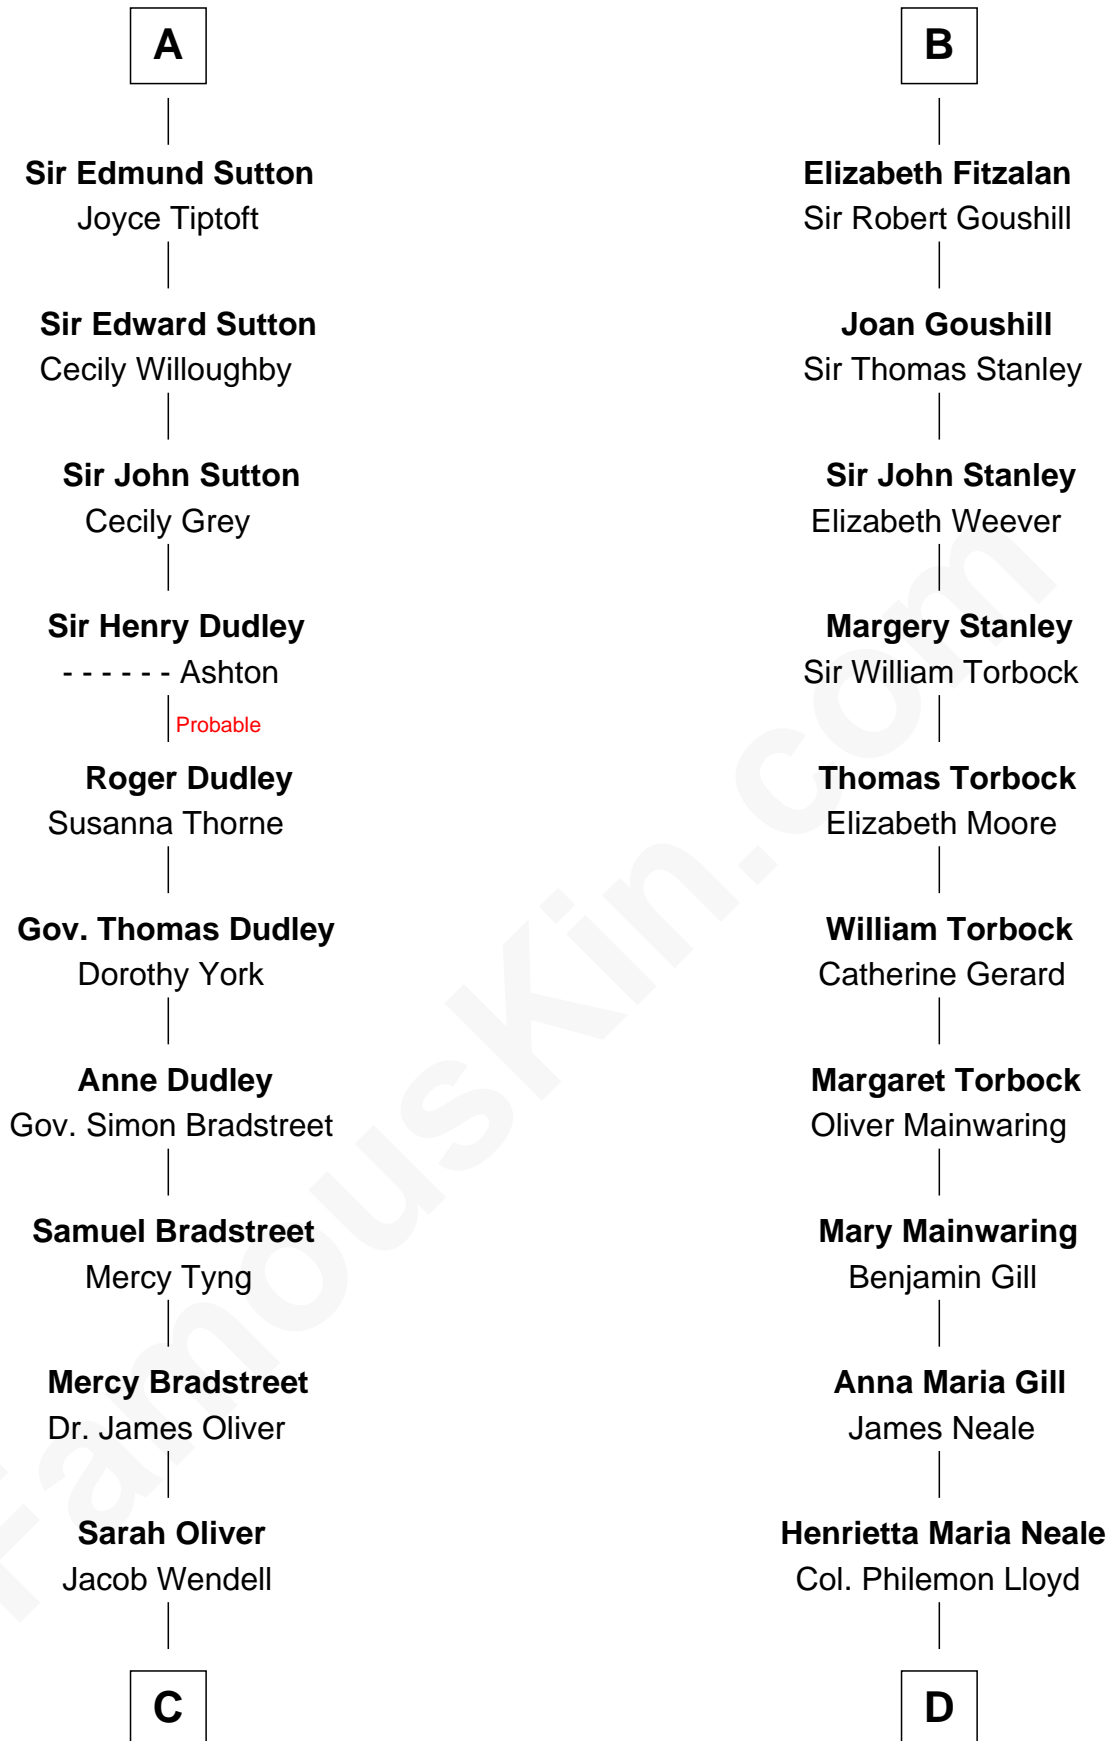 A
Sir Edmund Sutton
Joyce Tiptoft
Sir Edward Sutton
Cecily Willoughby
Sir John Sutton
Cecily Grey
Sir Henry Dudley
- - - - - - Ashton
Probable
Roger Dudley
Susanna Thorne
Gov. Thomas Dudley
Dorothy York
Anne Dudley
Gov. Simon Bradstreet
Samuel Bradstreet
Mercy Tyng
Mercy Bradstreet
Dr. James Oliver
Sarah Oliver
Jacob Wendell
C
B
Elizabeth Fitzalan
Sir Robert Goushill
Joan Goushill
Sir Thomas Stanley
Sir John Stanley
Elizabeth Weever
Margery Stanley
Sir William Torbock
Thomas Torbock
Elizabeth Moore
William Torbock
Catherine Gerard
Margaret Torbock
Oliver Mainwaring
Mary Mainwaring
Benjamin Gill
Anna Maria Gill
James Neale
Henrietta Maria Neale
Col. Philemon Lloyd
D
FamousKin.com